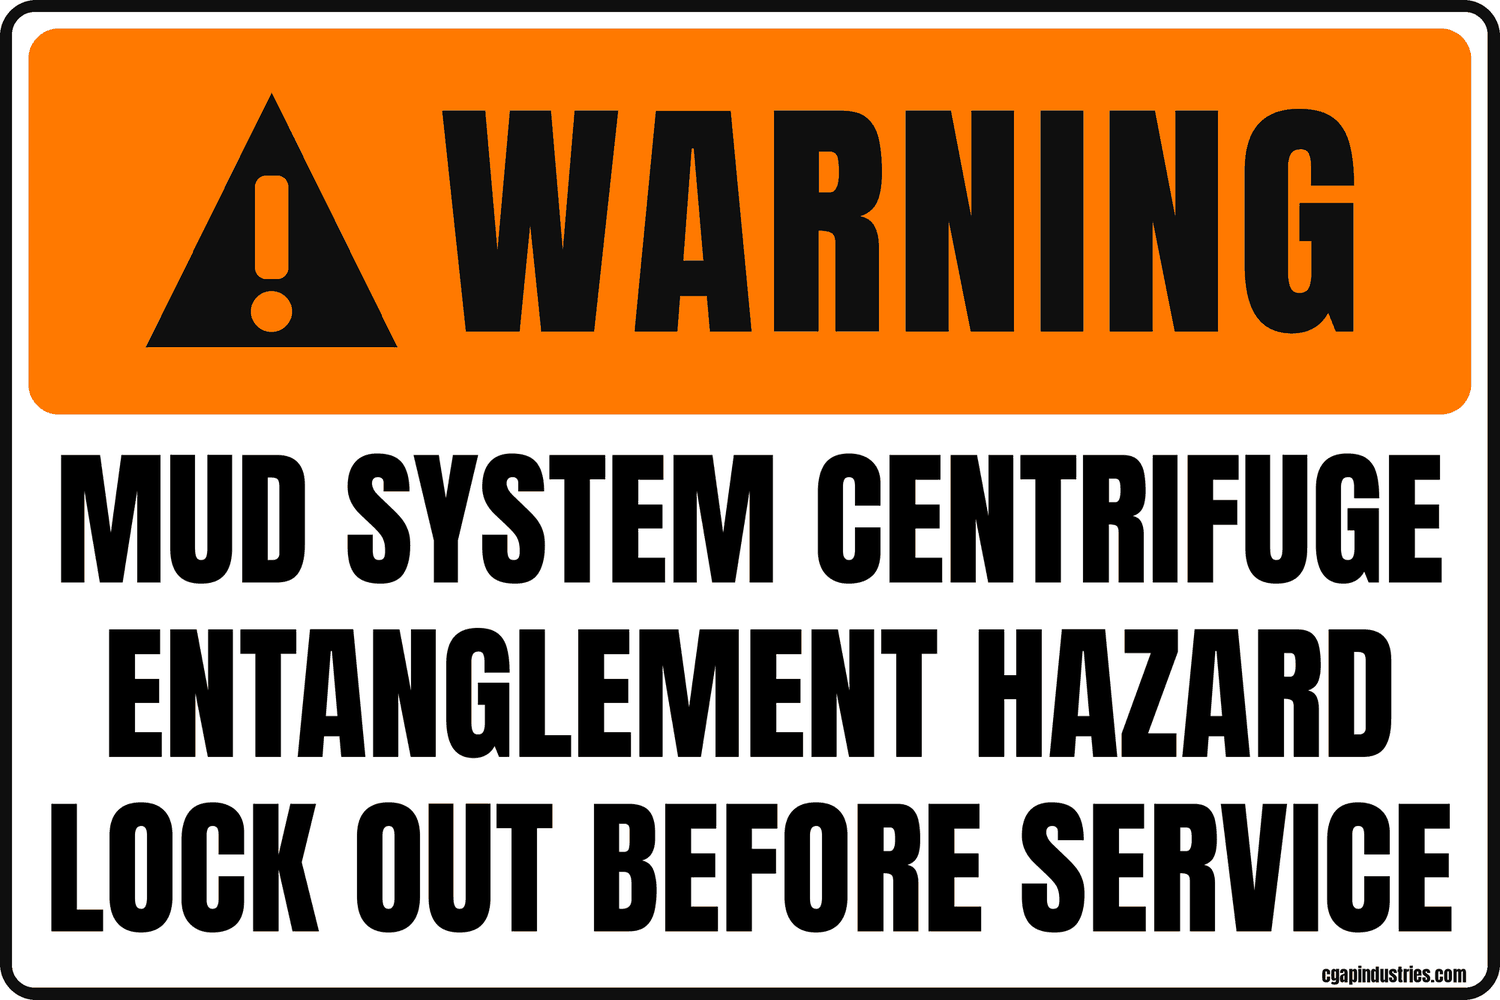 WARNING
MUD SYSTEM CENTRIFUGE
ENTANGLEMENT HAZARD
LOCK OUT BEFORE SERVICE
cgapindustries.com